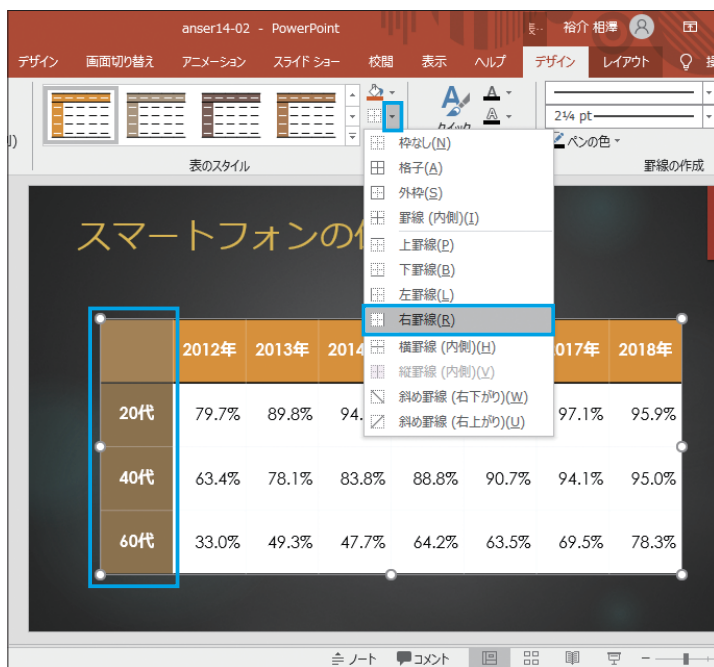 anser14-02 - PowerPoint
長…
裕介 相澤
デザイン 画面切り替え アニメーション スライド ショー 校閲 表示 ヘルプ デザイン レイアウト
2¼ pt
ペンの色
表のスタイル
罫線の作成
枠なし(N)
格子(A)
外枠(S)
罫線 (内側)(I)
上罫線(P)
下罫線(B)
左罫線(L)
右罫線(R)
横罫線 (内側)(H)
縦罫線 (内側)(V)
斜め罫線 (右下がり)(W)
斜め罫線 (右上がり)(U)
スマートフォンの
2012年 2013年 2014 017年 2018年
20代 79.7% 89.8% 94. 97.1% 95.9%
40代 63.4% 78.1% 83.8% 88.8% 90.7% 94.1% 95.0%
60代 33.0% 49.3% 47.7% 64.2% 63.5% 69.5% 78.3%
ノート コメント